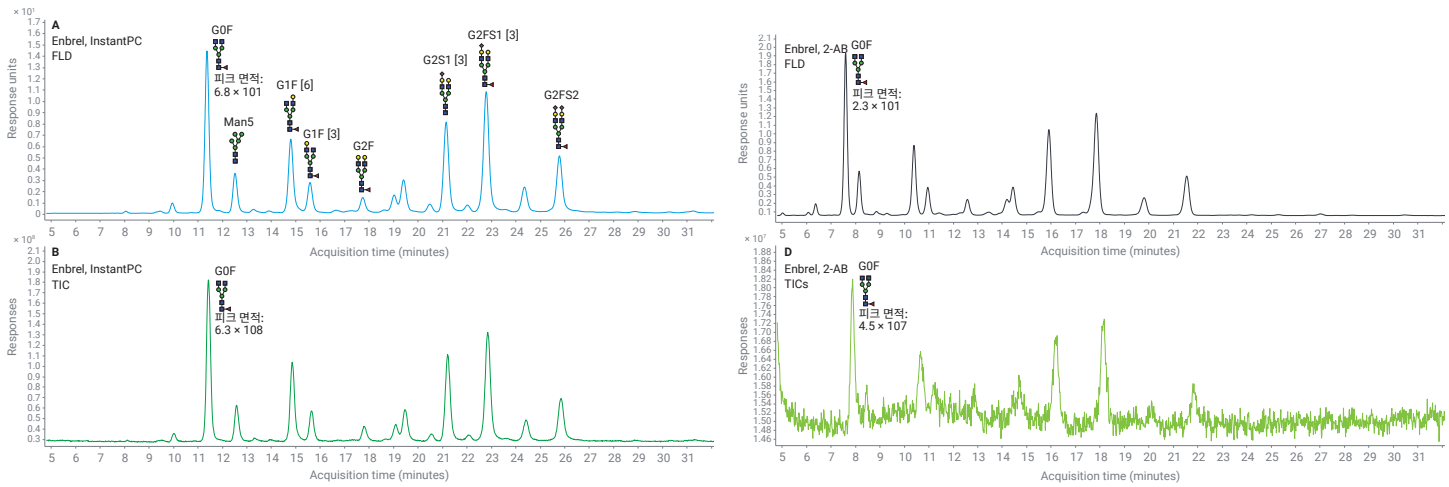 × 10¹
A
Enbrel, InstantPC
FLD
Response units
1.7
1.6
1.5
1.4
1.3
1.2
1.1
1.0
0.9
0.8
0.7
0.6
0.5
0.4
0.3
0.2
0.1
0
G0F
피크 면적:
6.8 × 101
Man5
G1F [6]
G1F [3]
G2F
G2S1 [3]
G2FS1 [3]
G2FS2
5 6 7 8 9 10 11 12 13 14 15 16 17 18 19 20 21 22 23 24 25 26 27 28 29 30 31
Acquisition time (minutes)
× 10⁸
B
Enbrel, InstantPC
TIC
Responses
2.1
2.0
1.9
1.8
1.7
1.6
1.5
1.4
1.3
1.2
1.1
1.0
0.9
0.8
0.7
0.6
0.5
0.4
0.3
G0F
피크 면적:
6.3 × 108
5 6 7 8 9 10 11 12 13 14 15 16 17 18 19 20 21 22 23 24 25 26 27 28 29 30 31
Acquisition time (minutes)
× 10¹
Enbrel, 2-AB
FLD
Response units
2.1
2.0
1.9
1.8
1.7
1.6
1.5
1.4
1.3
1.2
1.1
1.0
0.9
0.8
0.7
0.6
0.5
0.4
0.3
0.2
0.1
G0F
피크 면적:
2.3 × 101
5 6 7 8 9 10 11 12 13 14 15 16 17 18 19 20 21 22 23 24 25 26 27 28 29 30 31
Acquisition time (minutes)
× 10⁷
D
Enbrel, 2-AB
TICs
Responses
1.88
1.86
1.84
1.82
1.80
1.78
1.76
1.74
1.72
1.70
1.68
1.66
1.64
1.62
1.60
1.58
1.56
1.54
1.52
1.50
1.48
1.46
G0F
피크 면적:
4.5 × 107
5 6 7 8 9 10 11 12 13 14 15 16 17 18 19 20 21 22 23 24 25 26 27 28 29 30 31
Acquisition time (minutes)